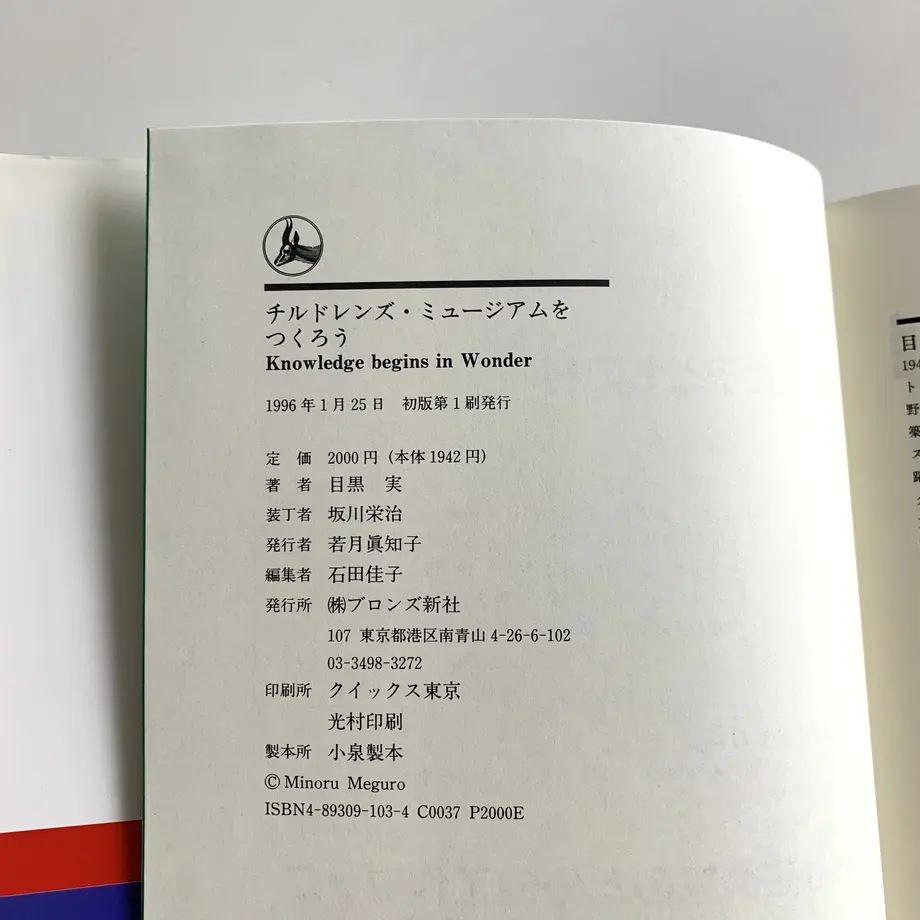 チルドレンズ・ミュージアムを
つくろう
Knowledge begins in Wonder
1996年1月25日 初版第1刷発行
定 価 2000円（本体1942円）
著 者 目黒 実
装丁者 坂川栄治
発行者 若月眞知子
編集者 石田佳子
発行所 ㈱ブロンズ新社
107 東京都港区南青山4-26-6-102
03-3498-3272
印刷所 クイックス東京
光村印刷
製本所 小泉製本
© Minoru Meguro
ISBN4-89309-103-4 C0037 P2000E
目
194
ト
野
築
ス